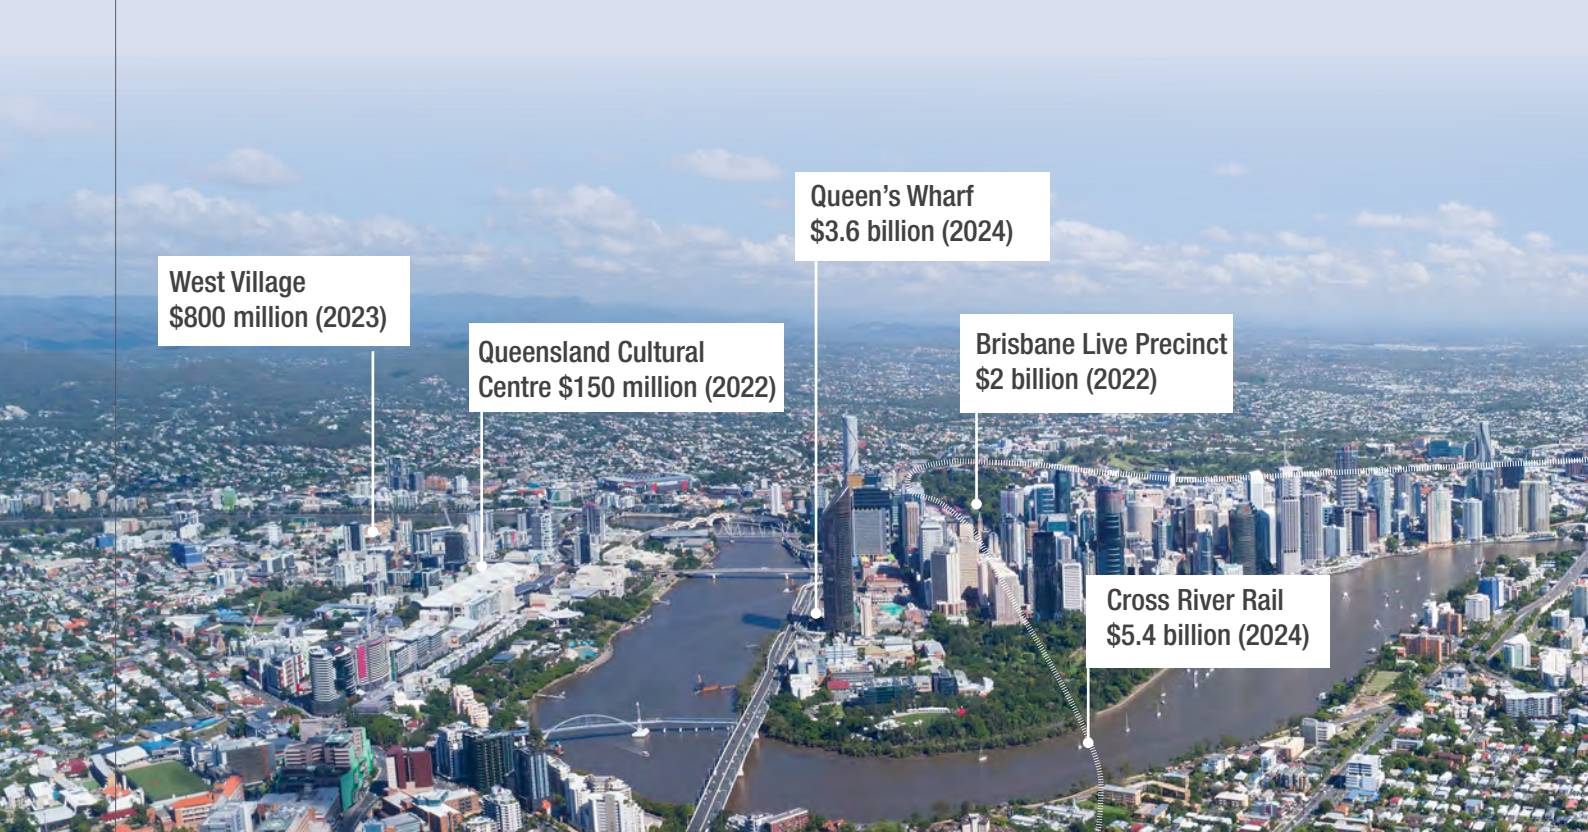 Queen’s Wharf
$3.6 billion (2024)
West Village
$800 million (2023)
Queensland Cultural
Centre $150 million (2022)
Brisbane Live Precinct
$2 billion (2022)
Cross River Rail
$5.4 billion (2024)